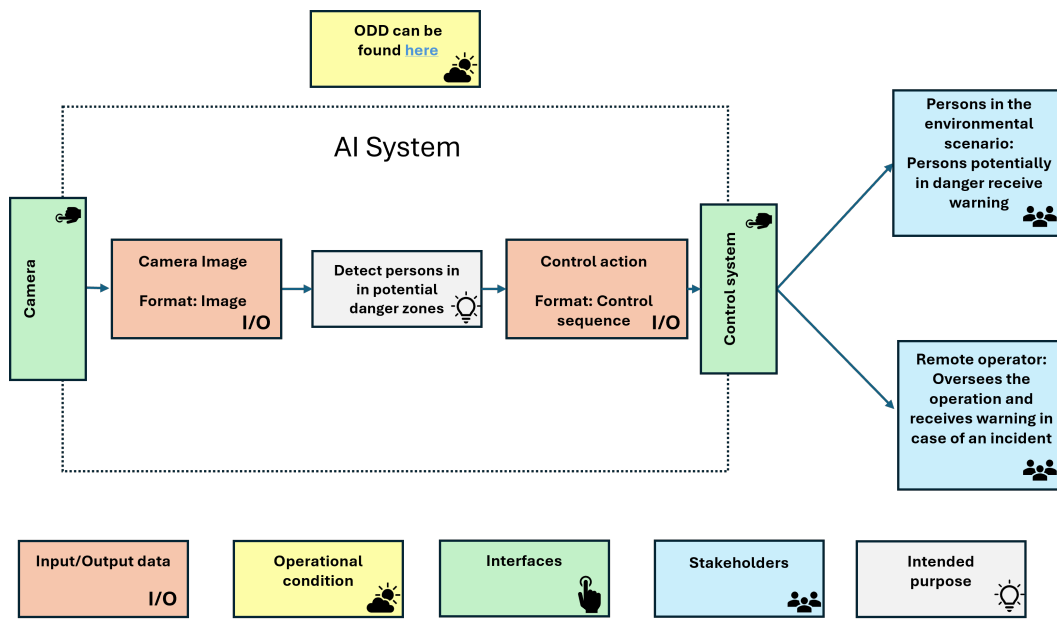 ODD can be
found here
AI System
Camera
Camera Image
Format: Image
I/O
Detect persons in
in potential
danger zones
Control action
Format: Control
sequence
I/O
Control system
Persons in the
environmental
scenario:
Persons potentially
in danger receive
warning
Remote operator:
Oversees the
operation and
receives warning in
case of an incident
Input/Output data
I/O
Operational
condition
Interfaces
Stakeholders
Intended
purpose